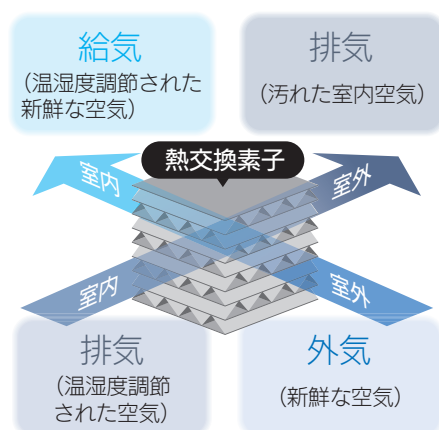 給気
(温湿度調節された
新鮮な空気)
排気
(汚れた室内空気)
熱交換素子
室内
室外
室内
室外
排気
(温湿度調節
された空気)
外気
(新鮮な空気)